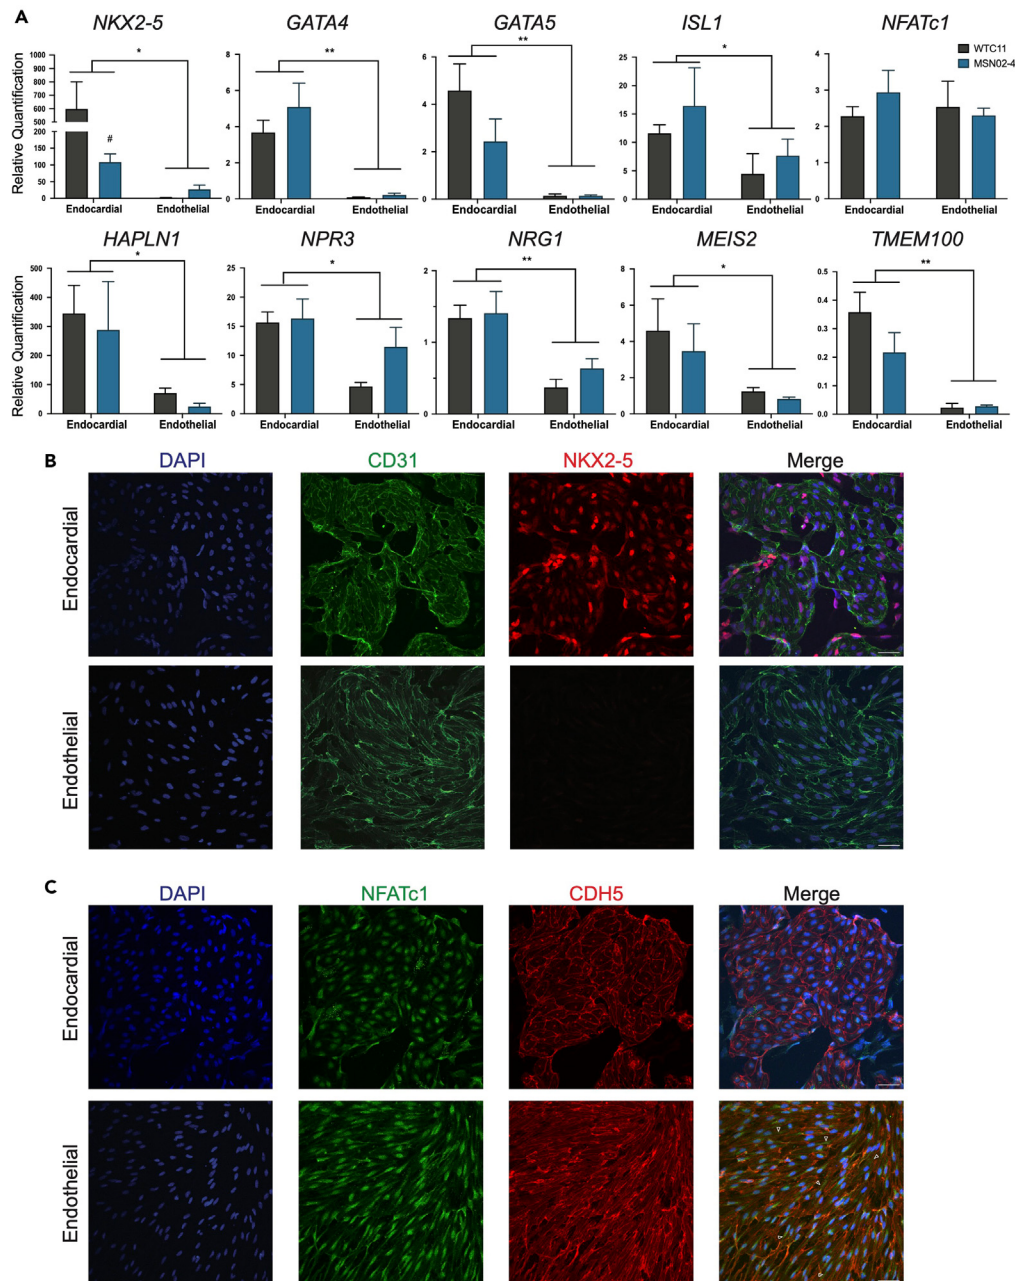 A
NKX2-5 GATA4 GATA5 ISL1 NFATc1
Relative Quantification
1000
900
800
700
600
500
200
150
100
50
0
*
#
Endocardial Endothelial
8
6
4
2
0
**
Endocardial Endothelial
6
4
2
0
**
Endocardial Endothelial
25
20
15
10
5
0
*
Endocardial Endothelial
4
3
2
1
0
WTC11
MSN02-4
Endocardial Endothelial
HAPLN1 NPR3 NRG1 MEIS2 TMEM100
Relative Quantification
500
400
300
200
100
0
*
Endocardial Endothelial
25
20
15
10
5
0
*
Endocardial Endothelial
2
1
0
**
Endocardial Endothelial
8
6
4
2
0
*
Endocardial Endothelial
0.5
0.4
0.3
0.2
0.1
0.0
**
Endocardial Endothelial
B
DAPI CD31 NKX2-5 Merge
Endocardial
Endothelial
C
DAPI NFATc1 CDH5 Merge
Endocardial
Endothelial